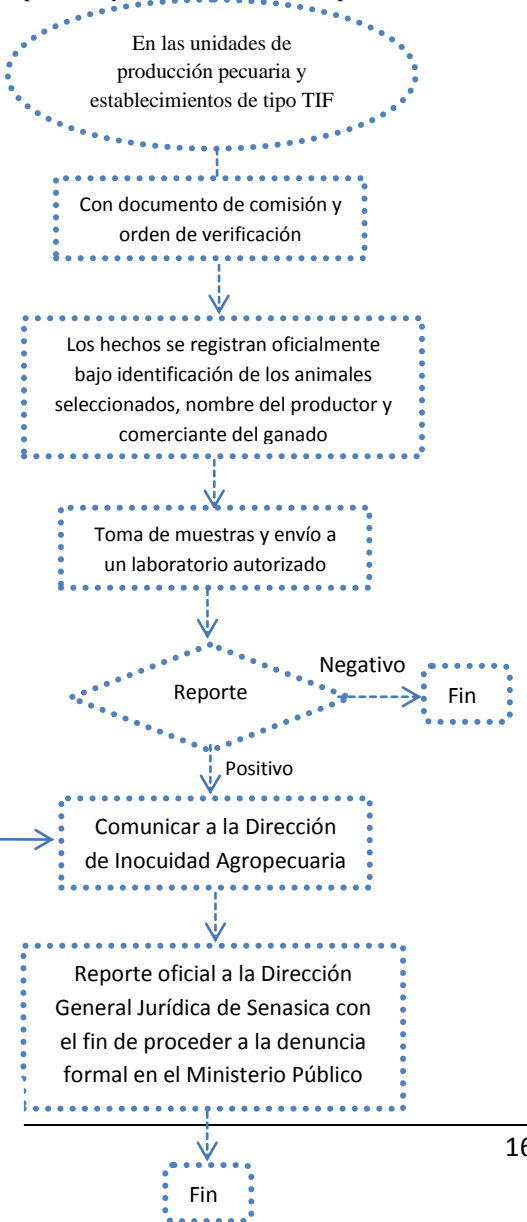 En las unidades de
producción pecuaria y
establecimientos de tipo TIF
Con documento de comisión y
orden de verificación
Los hechos se registran oficialmente
bajo identificación de los animales
seleccionados, nombre del productor y
comerciante del ganado
Toma de muestras y envío a
un laboratorio autorizado
Reporte
Negativo
Fin
Positivo
Comunicar a la Dirección
de Inocuidad Agropecuaria
Reporte oficial a la Dirección
General Jurídica de Senasica con
el fin de proceder a la denuncia
formal en el Ministerio Público
16
Fin